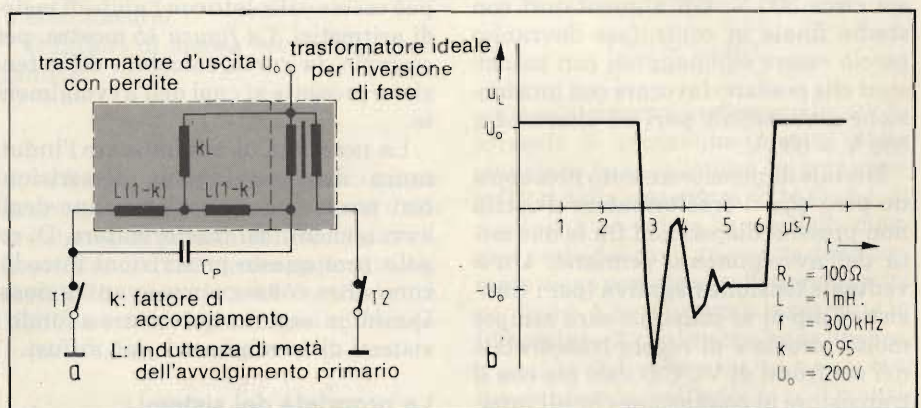 trasformatore d'uscita
con perdite
U₀
trasformatore ideale
per inversione
di fase
kL
L(1-k)
L(1-k)
Cₚ
T1
T2
k: fattore di
accoppiamento
L: induttanza di metà
dell'avvolgimento primario
a
u_L
U₀
1 2 3 4 5 6 µs 7
t
-U₀
b
R_L = 100Ω
L = 1mH
f = 300kHz
k = 0,95
U₀ = 200V